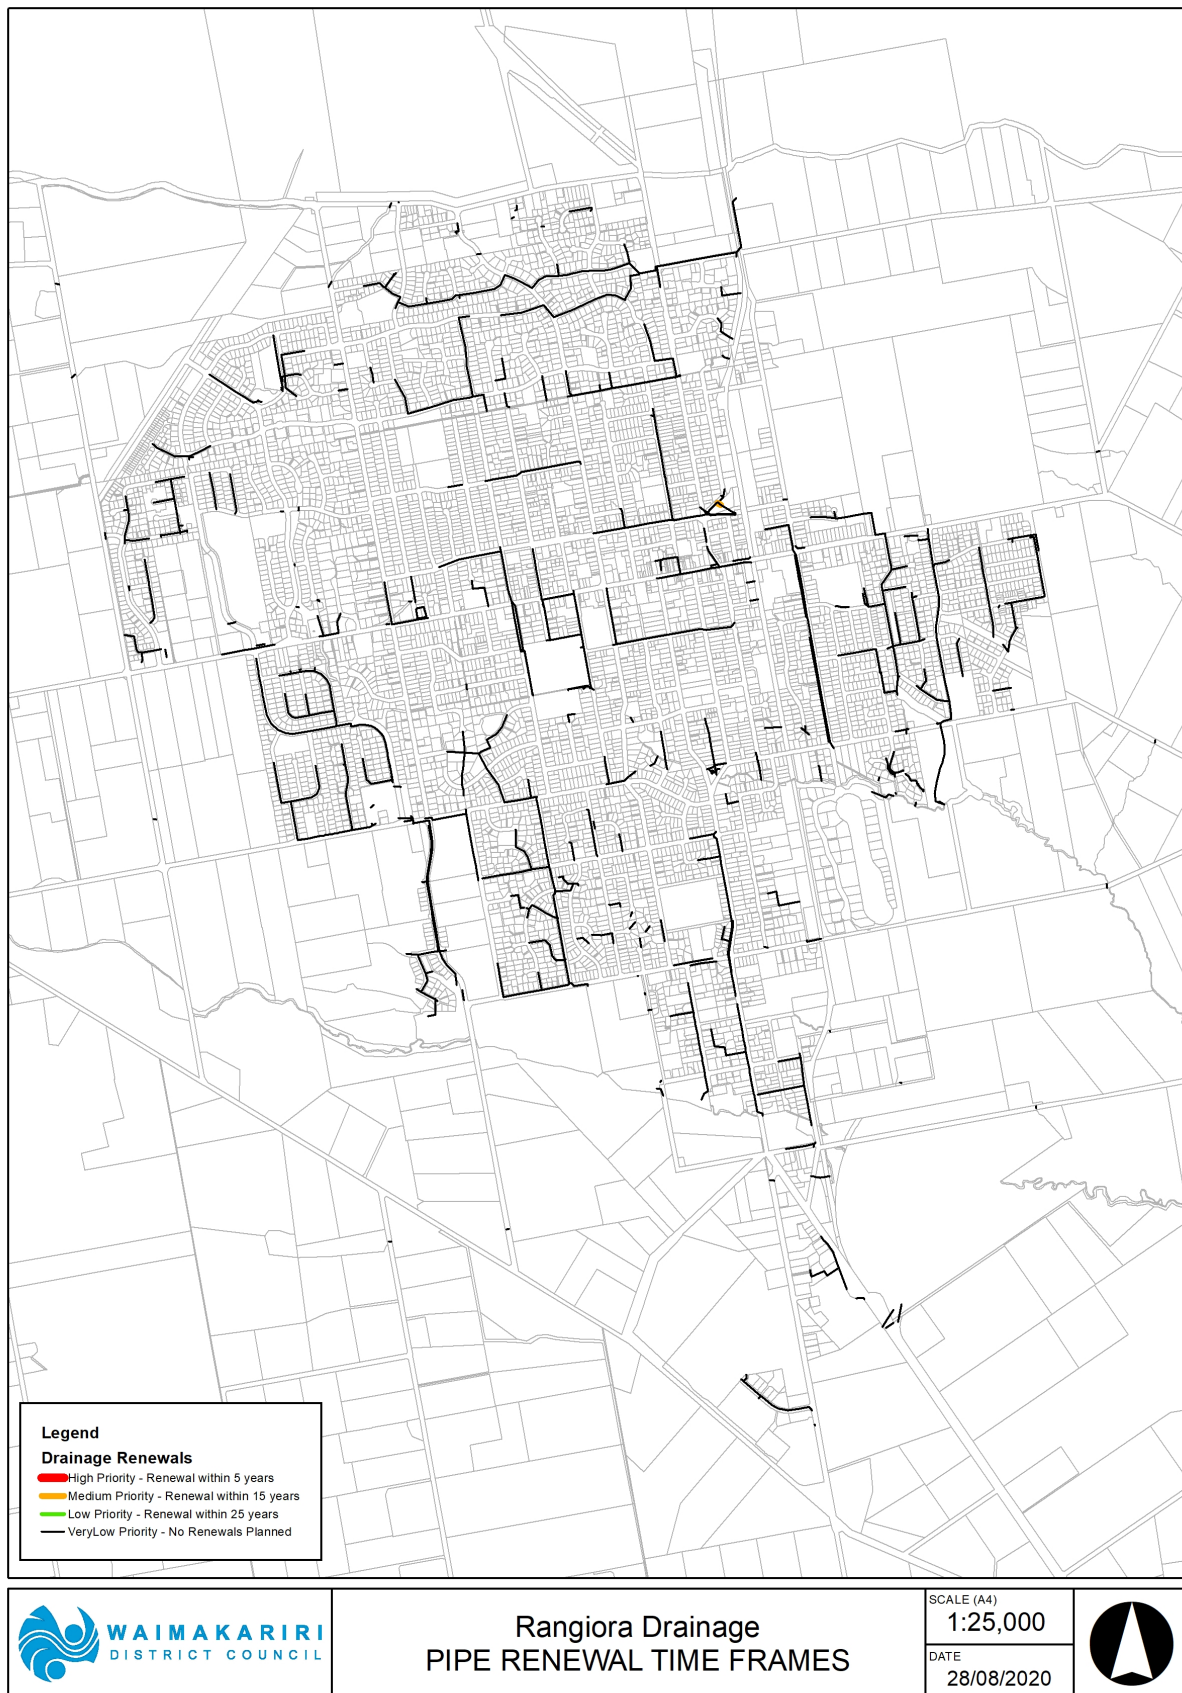 Legend
Drainage Renewals
High Priority - Renewal within 5 years
Medium Priority - Renewal within 15 years
Low Priority - Renewal within 25 years
VeryLow Priority - No Renewals Planned
WAIMAKARIRI
DISTRICT COUNCIL
Rangiora Drainage
PIPE RENEWAL TIME FRAMES
SCALE (A4)
1:25,000
DATE
28/08/2020